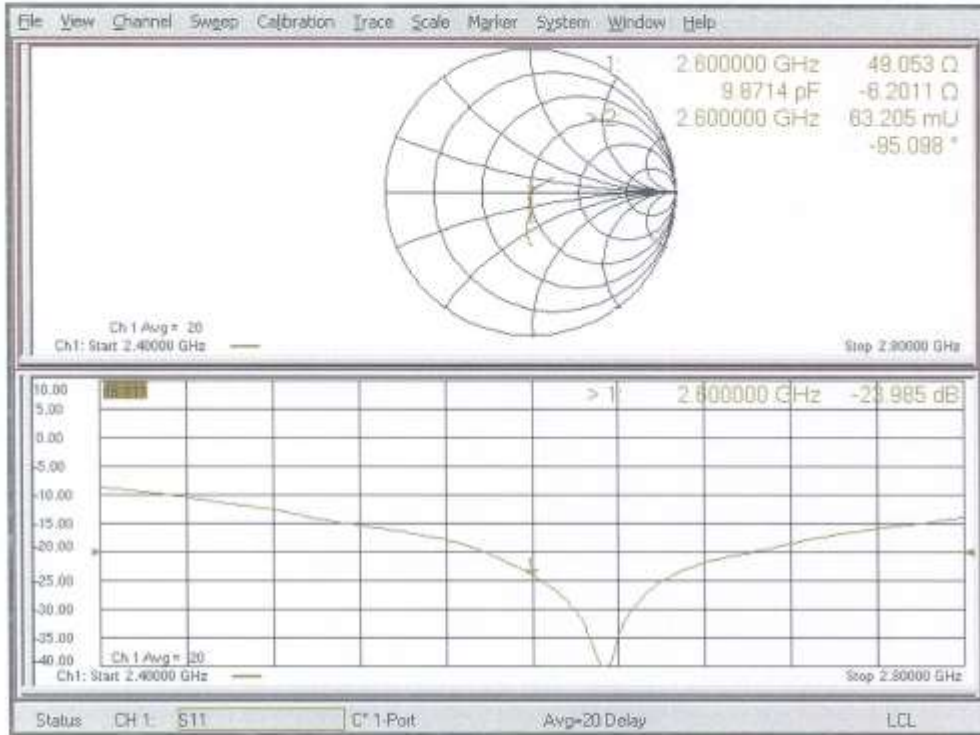 File View Channel Sweep Calibration Trace Scale Marker System Window Help
1: 2.600000 GHz 49.053 Ω
9.8714 pF -6.2011 Ω
> 2: 2.600000 GHz 63.205 mU
-95.098 °
Ch 1 Avg = 20
Ch1: Start 2.40000 GHz
Stop 2.80000 GHz
10.00
> 1: 2.600000 GHz -23.985 dB
5.00
0.00
-5.00
-10.00
-15.00
-20.00
-25.00
-30.00
-35.00
-40.00
Ch 1 Avg = 20
Ch1: Start 2.40000 GHz
Stop 2.80000 GHz
Status CH 1: S11 C* 1-Port Avg=20 Delay LCL